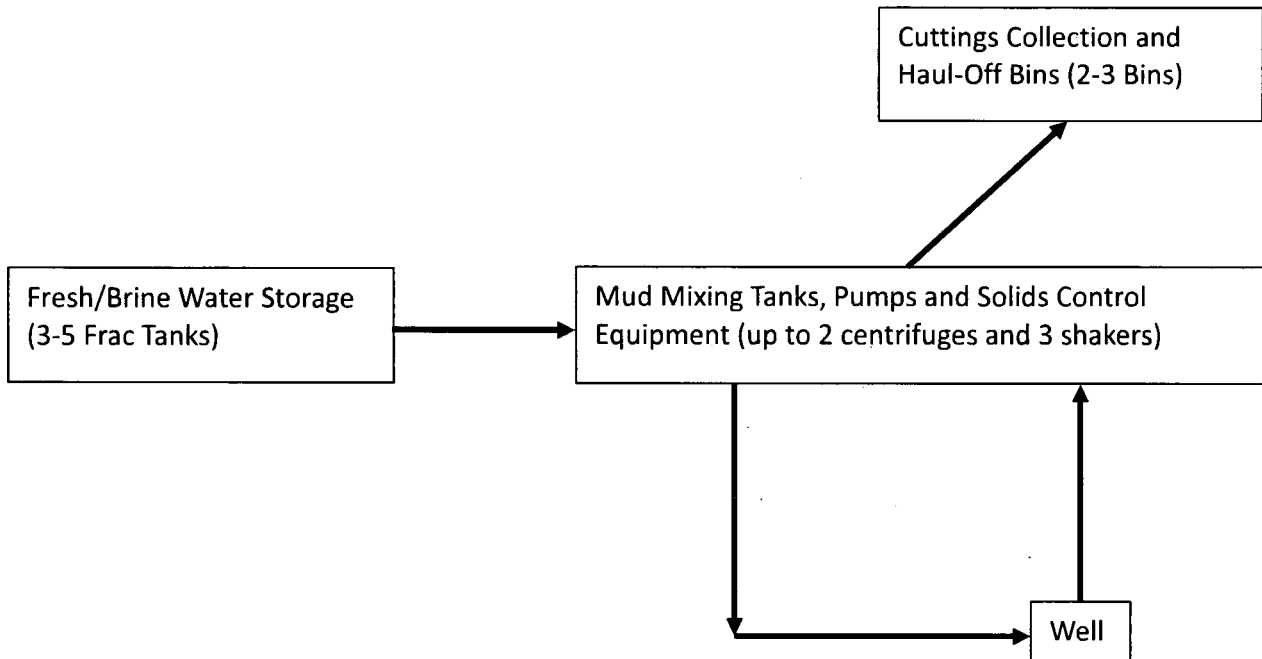 Cuttings Collection and
Haul-Off Bins (2-3 Bins)
Fresh/Brine Water Storage
(3-5 Frac Tanks)
Mud Mixing Tanks, Pumps and Solids Control
Equipment (up to 2 centrifuges and 3 shakers)
Well